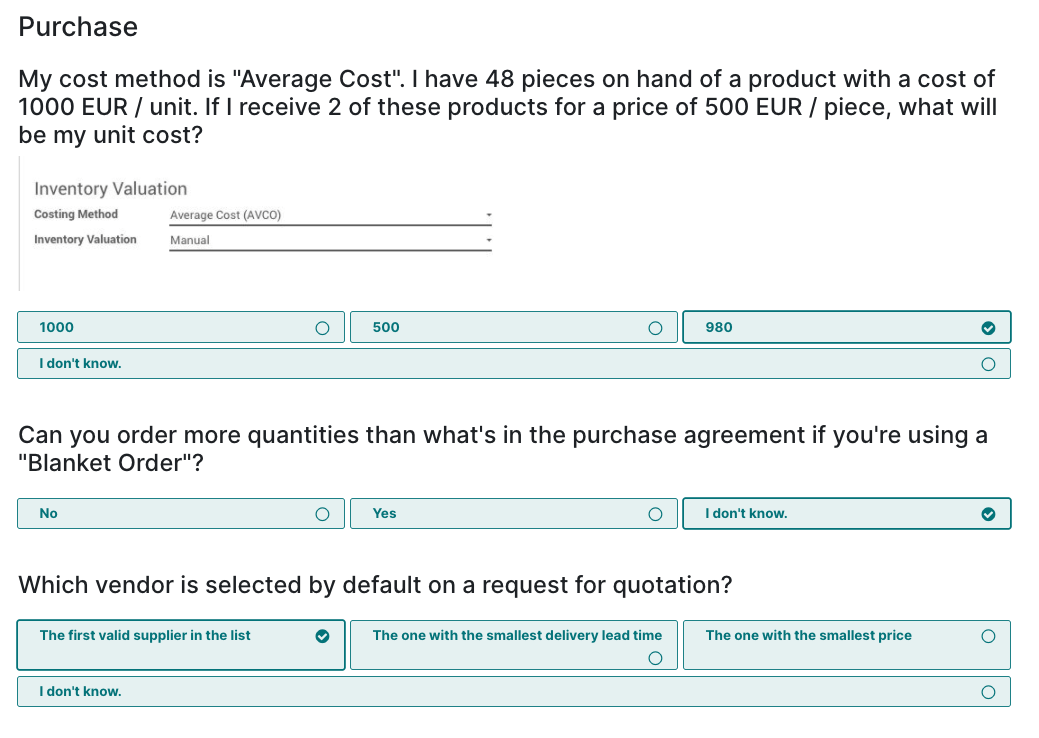 Purchase
My cost method is "Average Cost". I have 48 pieces on hand of a product with a cost of
1000 EUR / unit. If I receive 2 of these products for a price of 500 EUR / piece, what will
be my unit cost?
Inventory Valuation
Costing Method Average Cost (AVCO)
Inventory Valuation Manual
1000 500 980
I don't know.
Can you order more quantities than what's in the purchase agreement if you're using a
"Blanket Order"?
No Yes I don't know.
Which vendor is selected by default on a request for quotation?
The first valid supplier in the list The one with the smallest delivery lead time The one with the smallest price
I don't know.